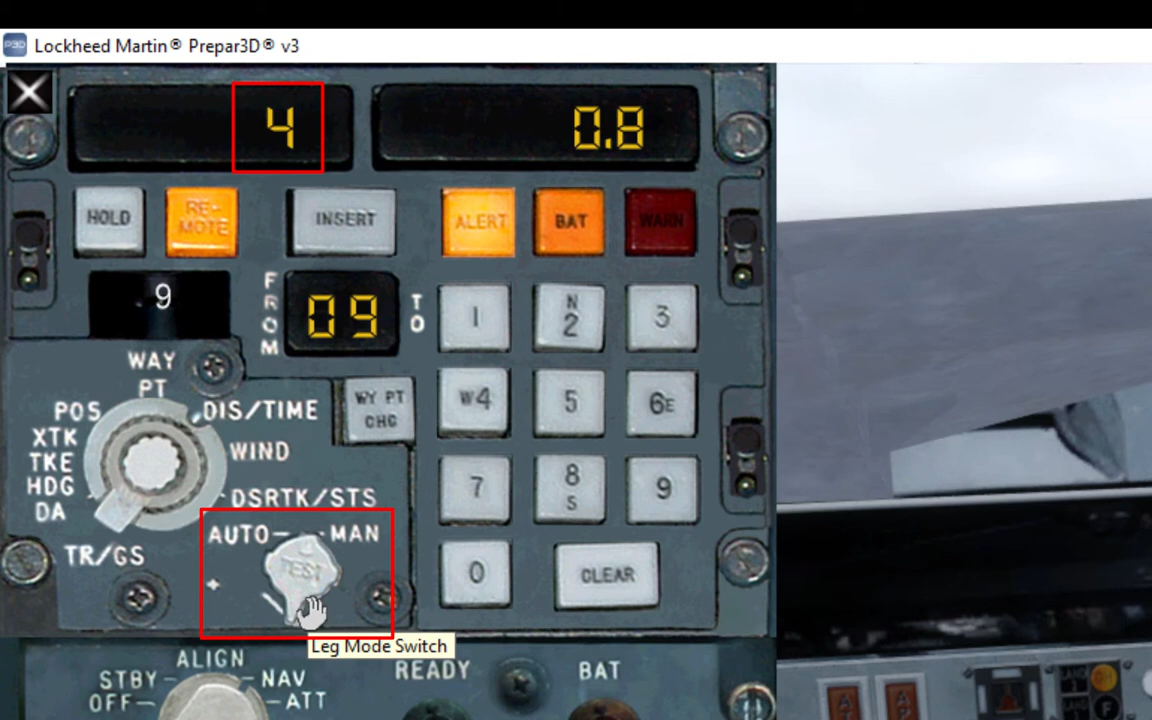 Lockheed Martin® Prepar3D® v3
4 0.8
HOLD RE-MOTE INSERT ALERT BAT WARN
9 FROM 09 TO 1 N 2 3
WAY PT
POS DIS/TIME WY PT CHG W4 5 6E
XTK TKE WIND
HDG DSRTK/STS 7 8 S 9
DA
AUTO MAN
TR/GS TEST 0 CLEAR
Leg Mode Switch
ALIGN READY BAT
STBY NAV
OFF ATT